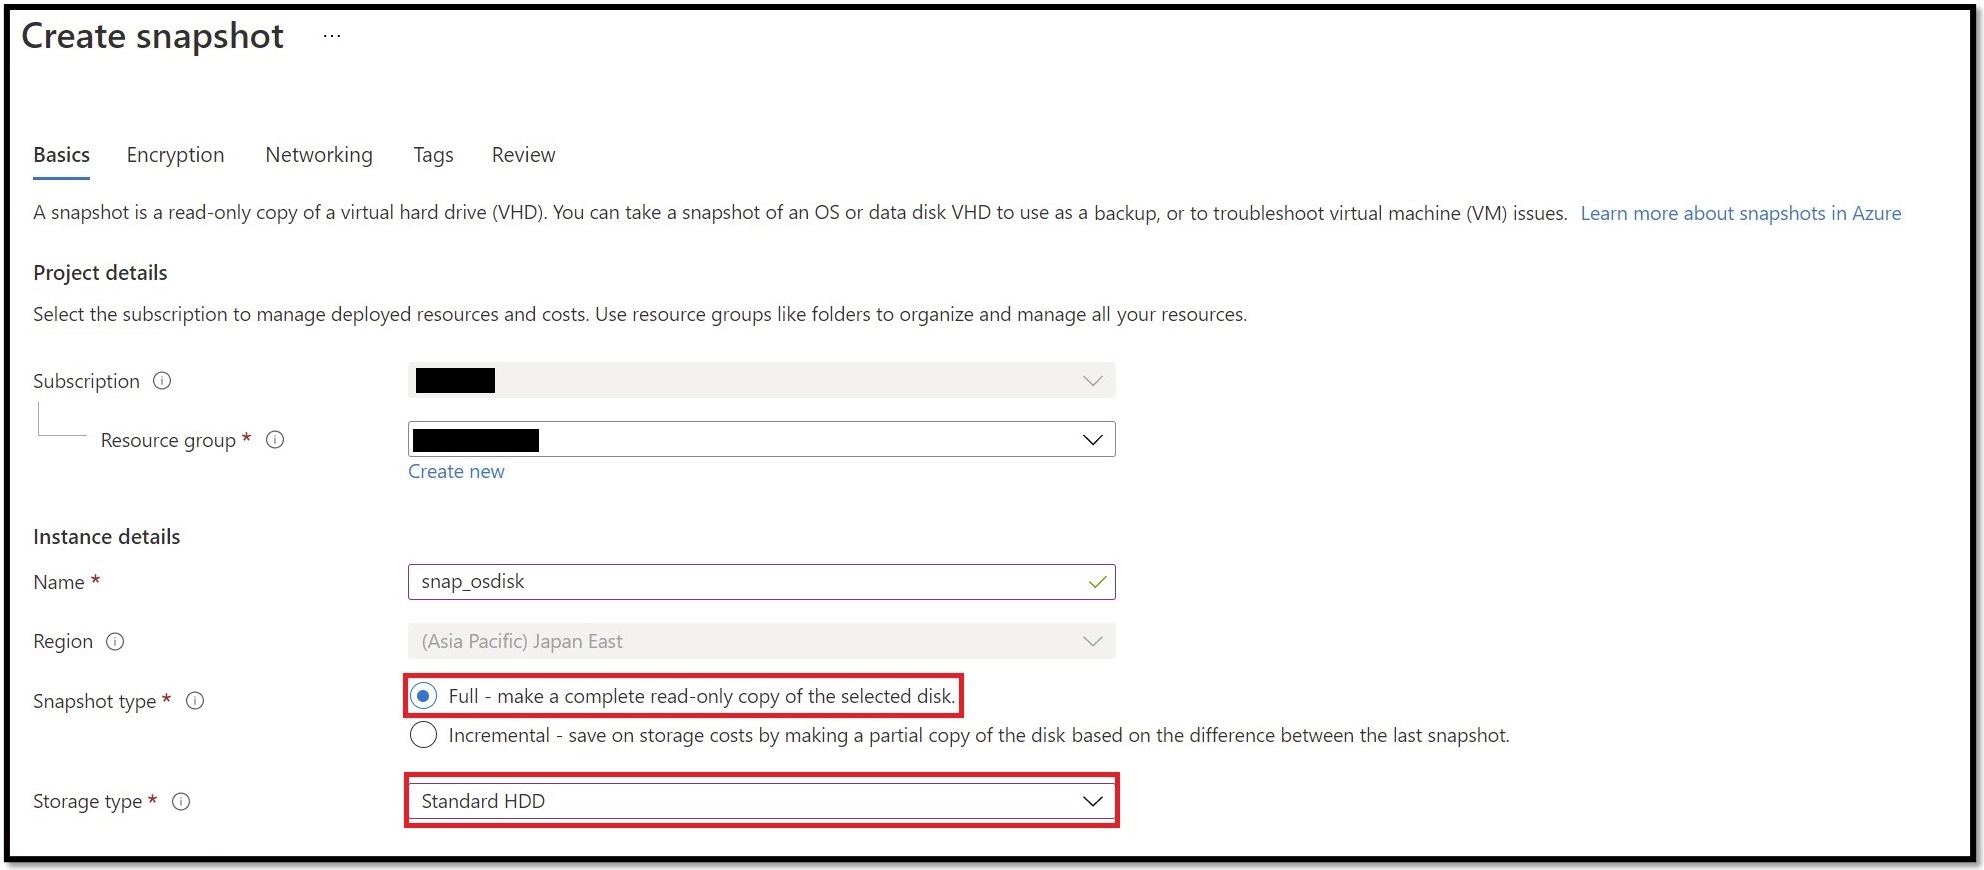 Create snapshot ...
Basics Encryption Networking Tags Review
A snapshot is a read-only copy of a virtual hard drive (VHD). You can take a snapshot of an OS or data disk VHD to use as a backup, or to troubleshoot virtual machine (VM) issues. Learn more about snapshots in Azure
Project details
Select the subscription to manage deployed resources and costs. Use resource groups like folders to organize and manage all your resources.
Subscription
Resource group *
Create new
Instance details
Name * snap_osdisk
Region (Asia Pacific) Japan East
Snapshot type * Full - make a complete read-only copy of the selected disk.
Incremental - save on storage costs by making a partial copy of the disk based on the difference between the last snapshot.
Storage type * Standard HDD